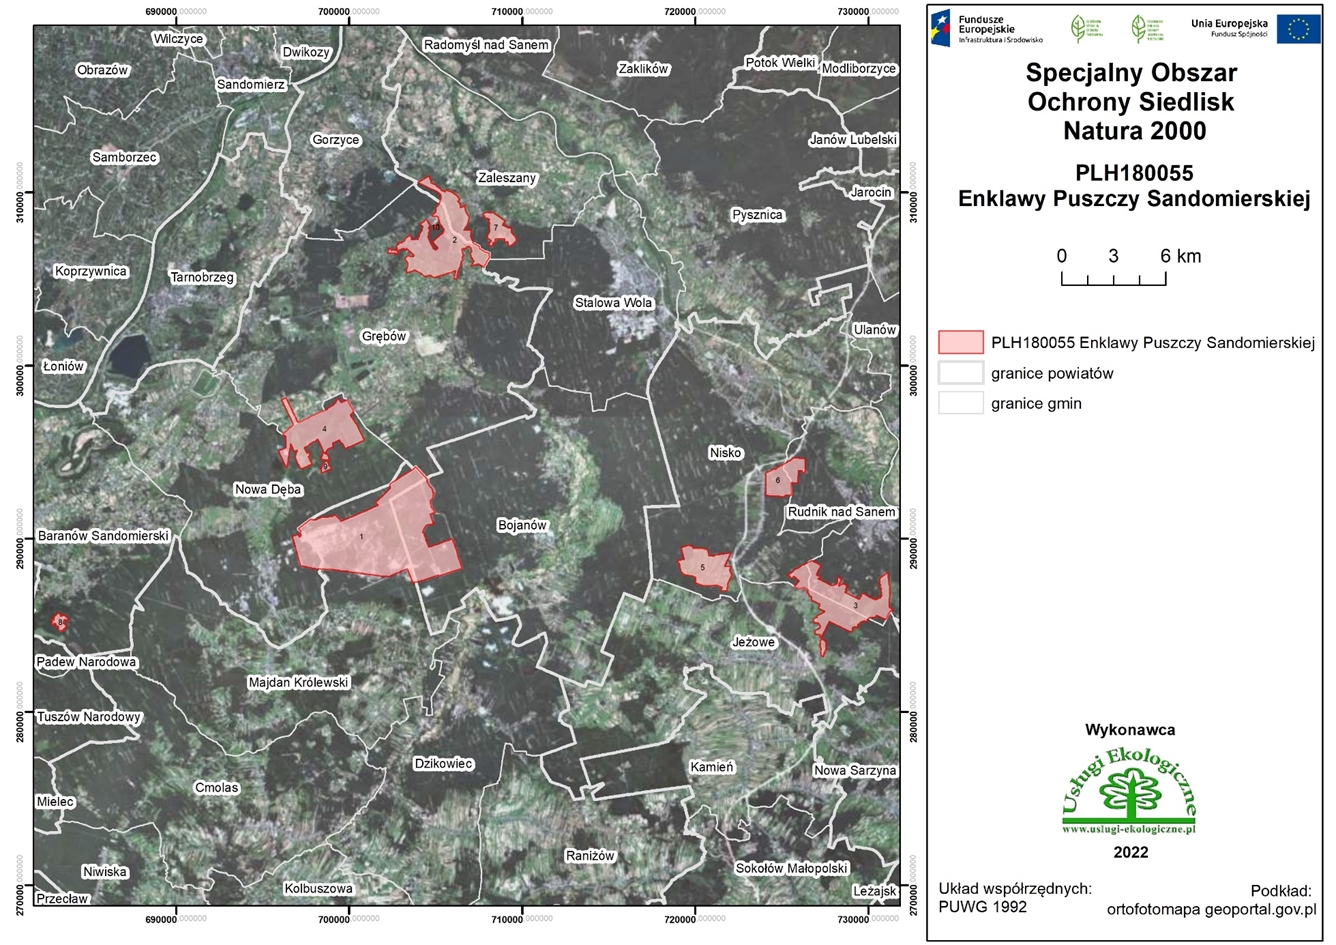 690000,000000
700000,000000
710000,000000
720000,000000
730000,000000
310000,000000
300000,000000
290000,000000
280000,000000
270000,000000
Wilczyce
Dwikozy
Radomyśl nad Sanem
Obrazów
Sandomierz
Zaklików
Potok Wielki
Modliborzyce
Gorzyce
Samborzec
Janów Lubelski
Zaleszany
Jarocin
Pysznica
10
2
7
Koprzywnica
Tarnobrzeg
Stalowa Wola
Grębów
Ulanów
Łoniów
4
9
Nisko
6
Nowa Dęba
Rudnik nad Sanem
Baranów Sandomierski
1
Bojanów
5
3
8
Jeżowe
Padew Narodowa
Majdan Królewski
Tuszów Narodowy
Dzikowiec
Kamień
Nowa Sarzyna
Cmolas
Mielec
Raniżów
Niwiska
Sokołów Małopolski
Kolbuszowa
Leżajsk
Przecław
310000,000000
300000,000000
290000,000000
280000,000000
270000,000000
690000,000000
700000,000000
710000,000000
720000,000000
730000,000000
Fundusze
Europejskie
Infrastruktura i Środowisko
Unia Europejska
Fundusz Spójności
Specjalny Obszar
Ochrony Siedlisk
Natura 2000
PLH180055
Enklawy Puszczy Sandomierskiej
0 3 6 km
PLH180055 Enklawy Puszczy Sandomierskiej
granice powiatów
granice gmin
Wykonawca
Usługi Ekologiczne
www.uslugi-ekologiczne.pl
2022
Układ współrzędnych:
PUWG 1992
Podkład:
ortofotomapa geoportal.gov.pl